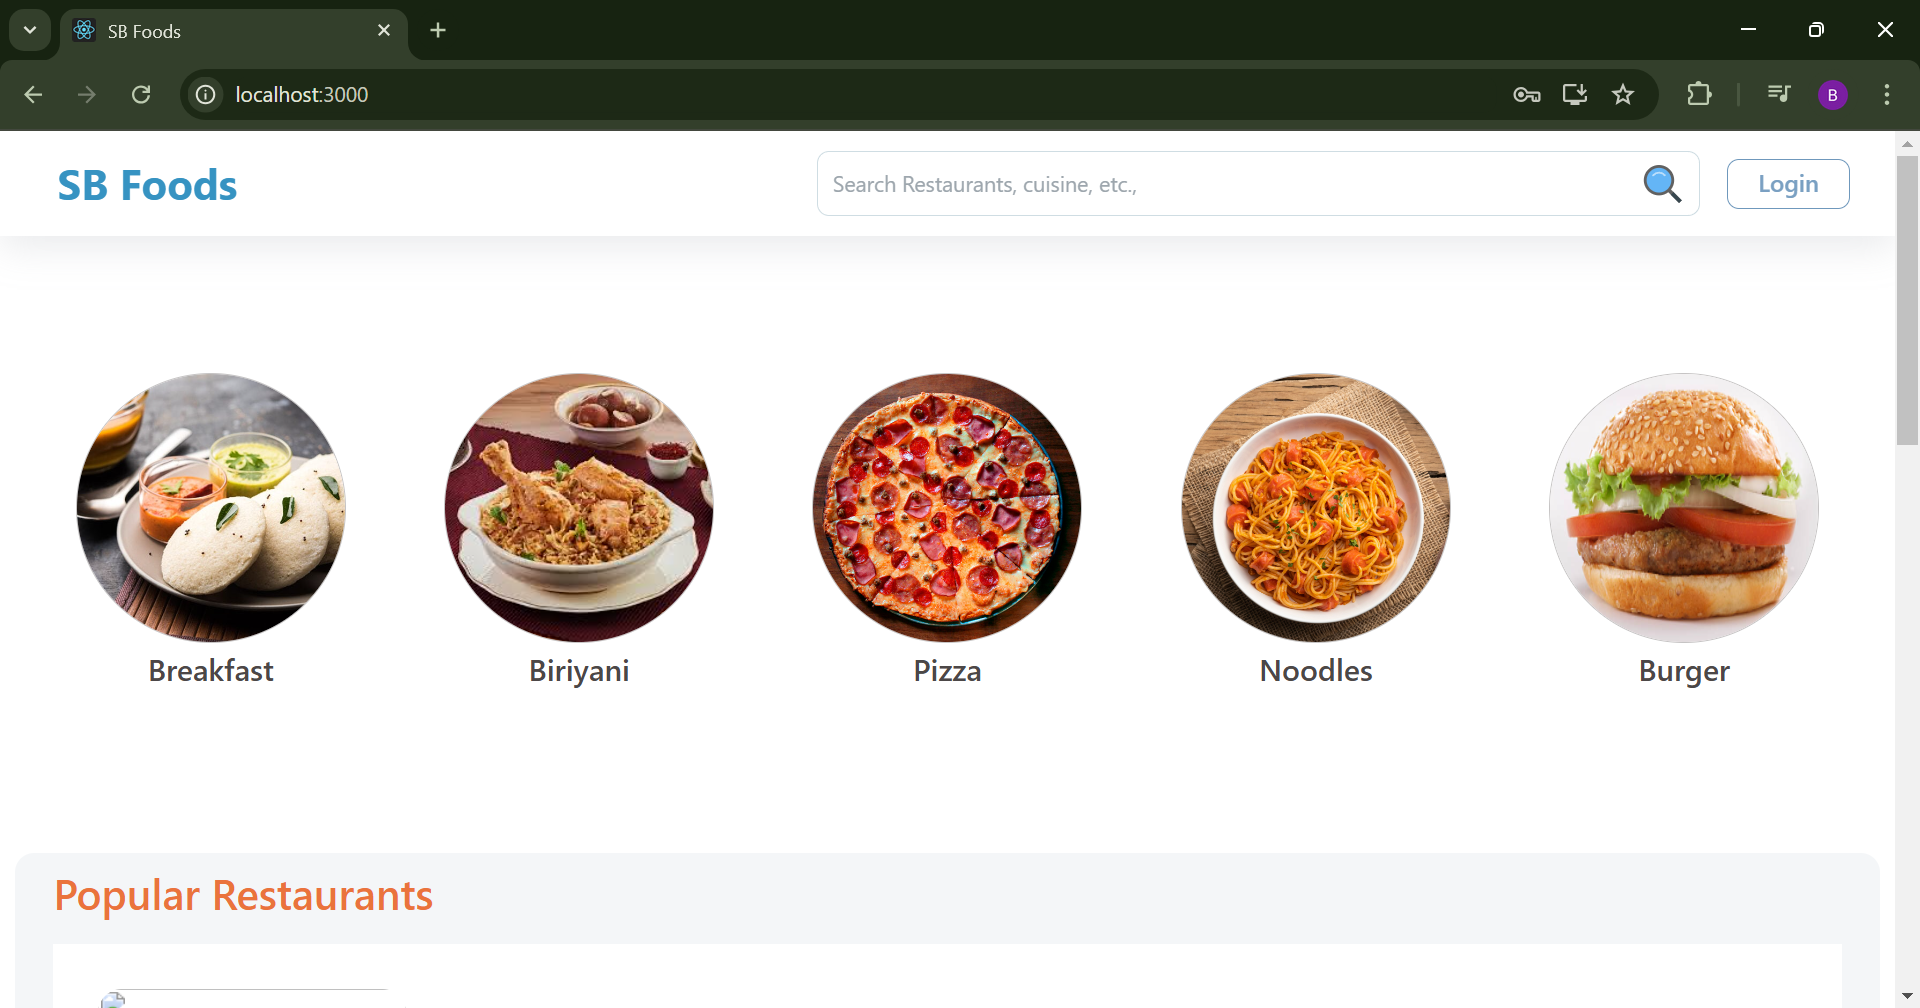 SB Foods
localhost:3000
B
SB Foods
Search Restaurants, cuisine, etc.,
Login
Breakfast
Biriyani
Pizza
Noodles
Burger
Popular Restaurants